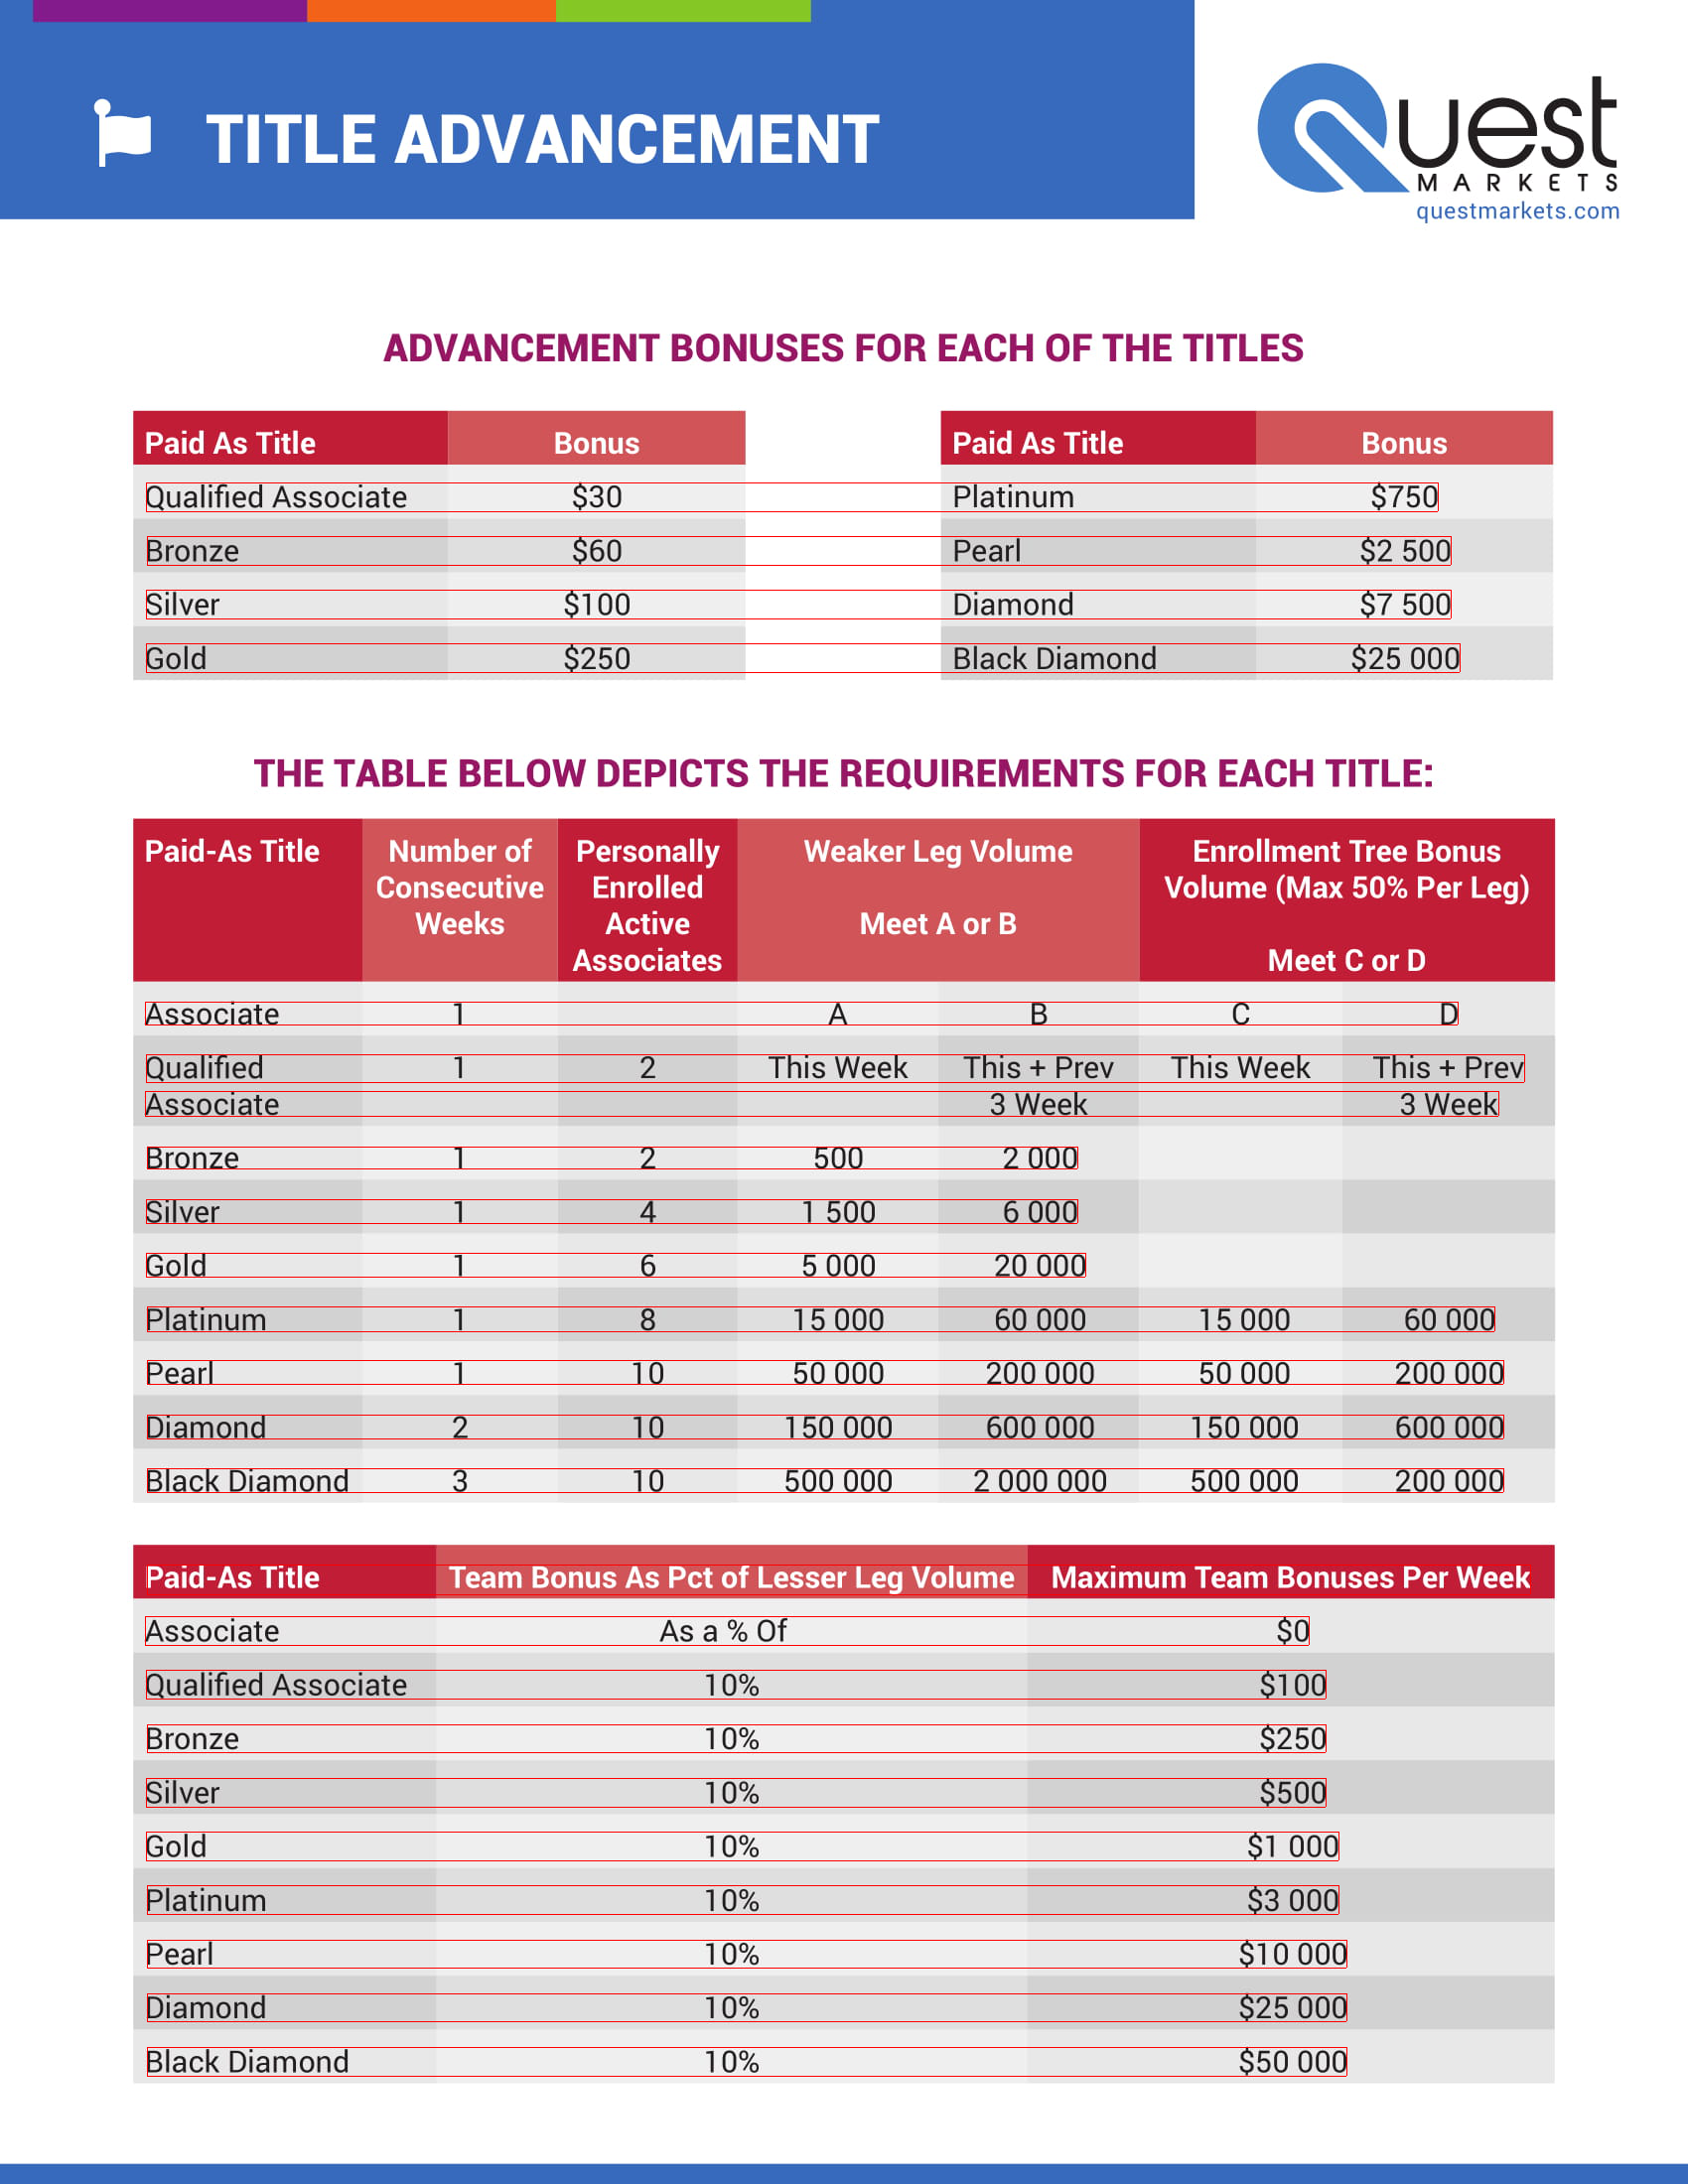 TITLE ADVANCEMENT
Quest
MARKETS
questmarkets.com
ADVANCEMENT BONUSES FOR EACH OF THE TITLES
Paid As Title Bonus Paid As Title Bonus
Qualified Associate $30 Platinum $750
Bronze $60 Pearl $2 500
Silver $100 Diamond $7 500
Gold $250 Black Diamond $25 000
THE TABLE BELOW DEPICTS THE REQUIREMENTS FOR EACH TITLE:
Paid-As Title Number of Personally Weaker Leg Volume Enrollment Tree Bonus
Consecutive Enrolled Volume (Max 50% Per Leg)
Weeks Active Meet A or B
Associates Meet C or D
Associate 1 A B C D
Qualified 1 2 This Week This + Prev This Week This + Prev
Associate 3 Week 3 Week
Bronze 1 2 500 2 000
Silver 1 4 1 500 6 000
Gold 1 6 5 000 20 000
Platinum 1 8 15 000 60 000 15 000 60 000
Pearl 1 10 50 000 200 000 50 000 200 000
Diamond 2 10 150 000 600 000 150 000 600 000
Black Diamond 3 10 500 000 2 000 000 500 000 200 000
Paid-As Title Team Bonus As Pct of Lesser Leg Volume Maximum Team Bonuses Per Week
Associate As a % Of $0
Qualified Associate 10% $100
Bronze 10% $250
Silver 10% $500
Gold 10% $1 000
Platinum 10% $3 000
Pearl 10% $10 000
Diamond 10% $25 000
Black Diamond 10% $50 000